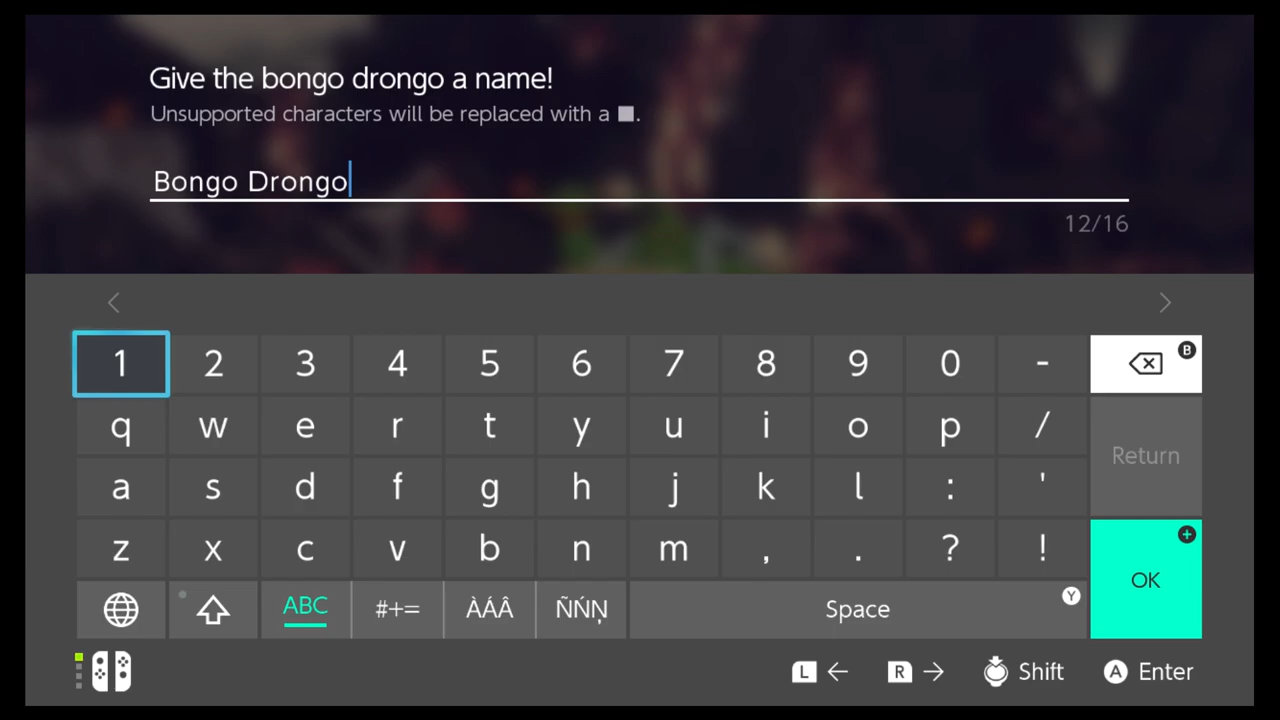 Give the bongo drongo a name!
Unsupported characters will be replaced with a ■.
Bongo Drongo
12/16
< >
1 2 3 4 5 6 7 8 9 0 - B
q w e r t y u i o p /
Return
a s d f g h j k l : '
z x c v b n m , . ? ! +
OK
ABC #+= ÀÁÂ ÑŃŅ Space Y
L ← R → Shift A Enter